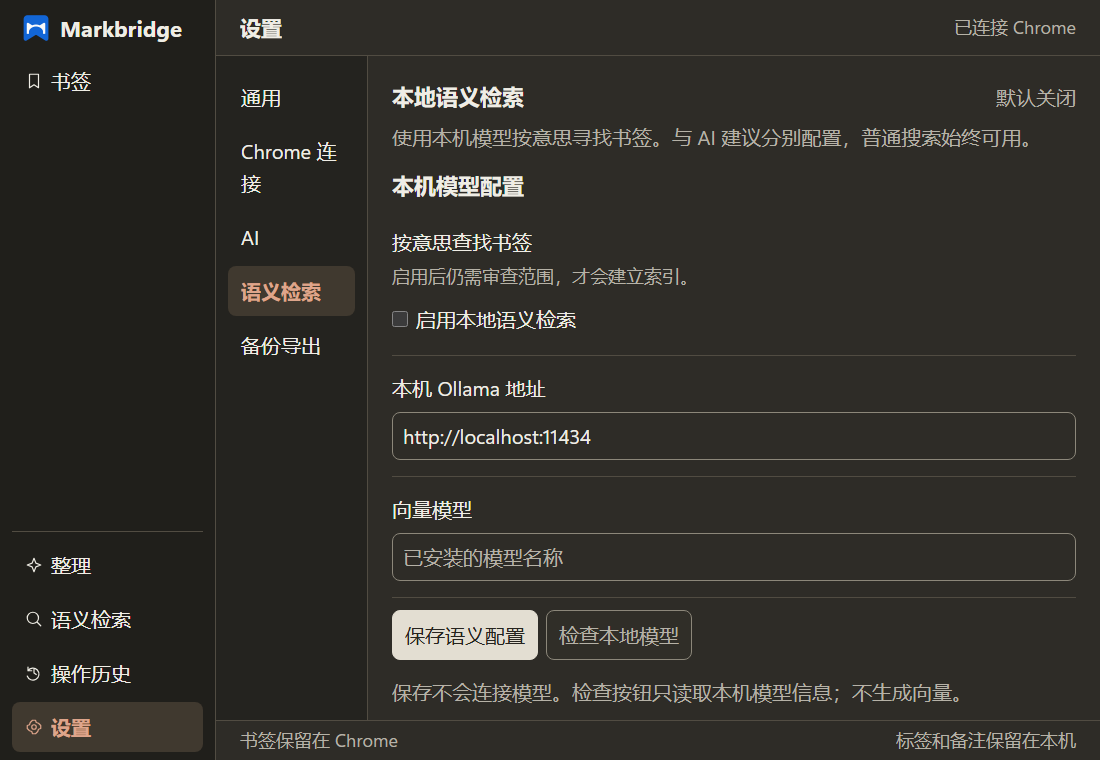 Markbridge
书签
整理
语义检索
操作历史
设置
设置
已连接 Chrome
通用
Chrome 连
接
AI
语义检索
备份导出
本地语义检索
默认关闭
使用本机模型按意思寻找书签。与 AI 建议分别配置，普通搜索始终可用。
本机模型配置
按意思查找书签
启用后仍需审查范围，才会建立索引。
启用本地语义检索
本机 Ollama 地址
http://localhost:11434
向量模型
已安装的模型名称
保存语义配置
检查本地模型
保存不会连接模型。检查按钮只读取本机模型信息；不生成向量。
书签保留在 Chrome
标签和备注保留在本机